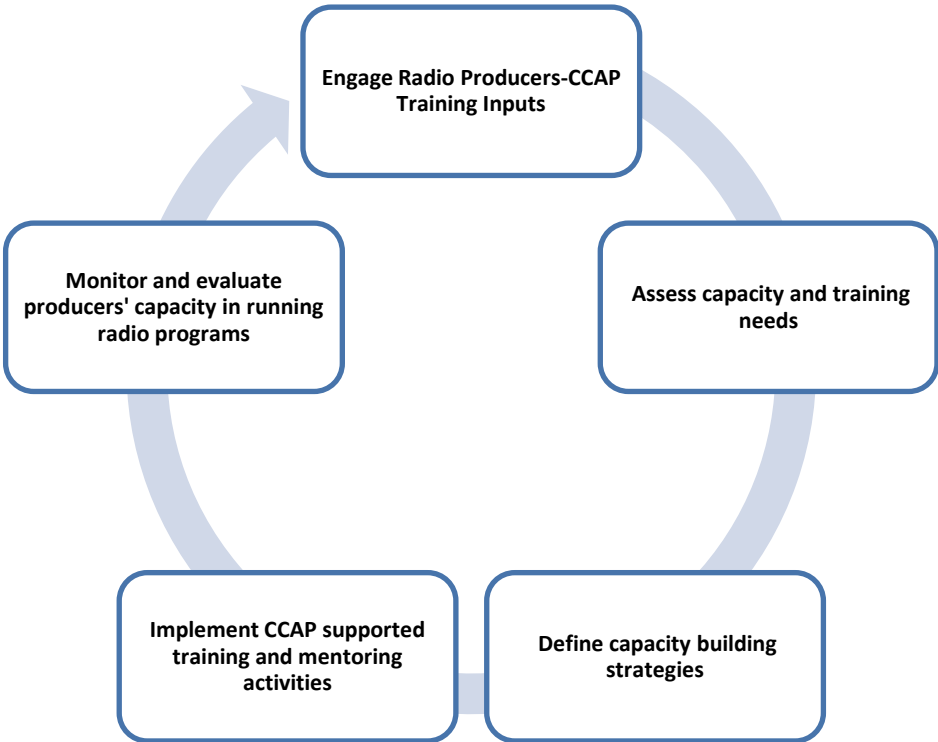 Engage Radio Producers-CCAP
Training Inputs
Assess capacity and training
needs
Define capacity building
strategies
Implement CCAP supported
training and mentoring
activities
Monitor and evaluate
producers' capacity in running
radio programs